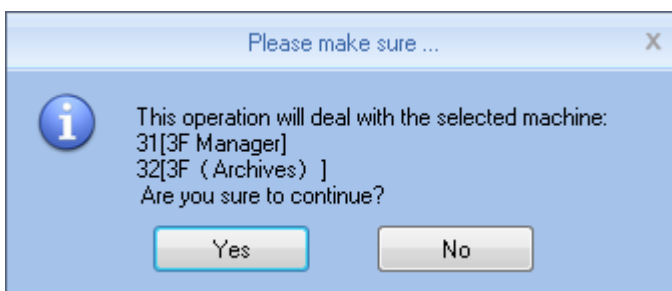 Please make sure ...
X
This operation will deal with the selected machine:
31[3F Manager]
32[3F（Archives）]
Are you sure to continue?
Yes
No